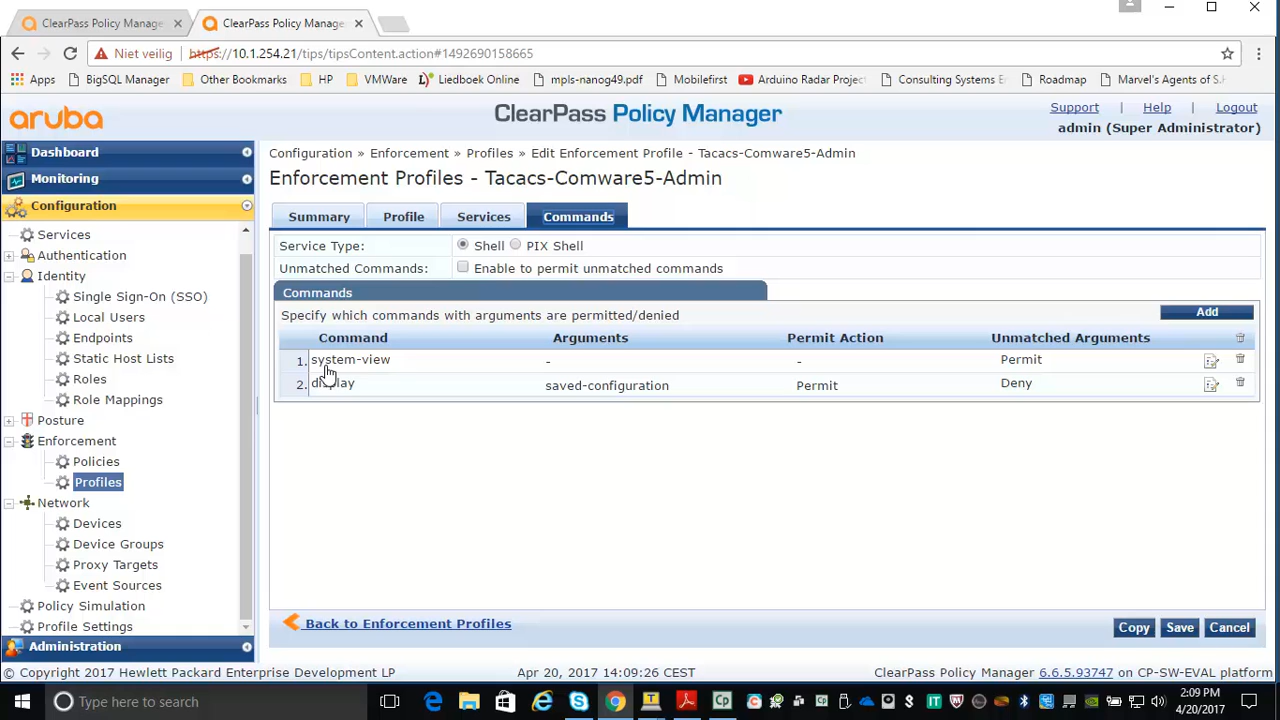 ClearPass Policy Manage ×
ClearPass Policy Manage ×
Niet veilig https://10.1.254.21/tips/tipsContent.action#1492690158665
Apps BigSQL Manager Other Bookmarks HP VMWare Liedboek Online mpls-nanog49.pdf Mobilefirst Arduino Radar Projec Consulting Systems En Roadmap Marvel's Agents of S.H
Support | Help | Logout
aruba
ClearPass Policy Manager
admin (Super Administrator)
Dashboard
Monitoring
Configuration
Services
Authentication
Identity
Single Sign-On (SSO)
Local Users
Endpoints
Static Host Lists
Roles
Role Mappings
Posture
Enforcement
Policies
Profiles
Network
Devices
Device Groups
Proxy Targets
Event Sources
Policy Simulation
Profile Settings
Administration
Configuration » Enforcement » Profiles » Edit Enforcement Profile - Tacacs-Comware5-Admin
Enforcement Profiles - Tacacs-Comware5-Admin
Summary Profile Services Commands
Service Type: Shell PIX Shell
Unmatched Commands: Enable to permit unmatched commands
Commands
Specify which commands with arguments are permitted/denied Add
Command Arguments Permit Action Unmatched Arguments
1. system-view - - Permit
2. display saved-configuration Permit Deny
Back to Enforcement Profiles Copy Save Cancel
© Copyright 2017 Hewlett Packard Enterprise Development LP Apr 20, 2017 14:09:26 CEST ClearPass Policy Manager 6.6.5.93747 on CP-SW-EVAL platform
Type here to search
2:09 PM
4/20/2017